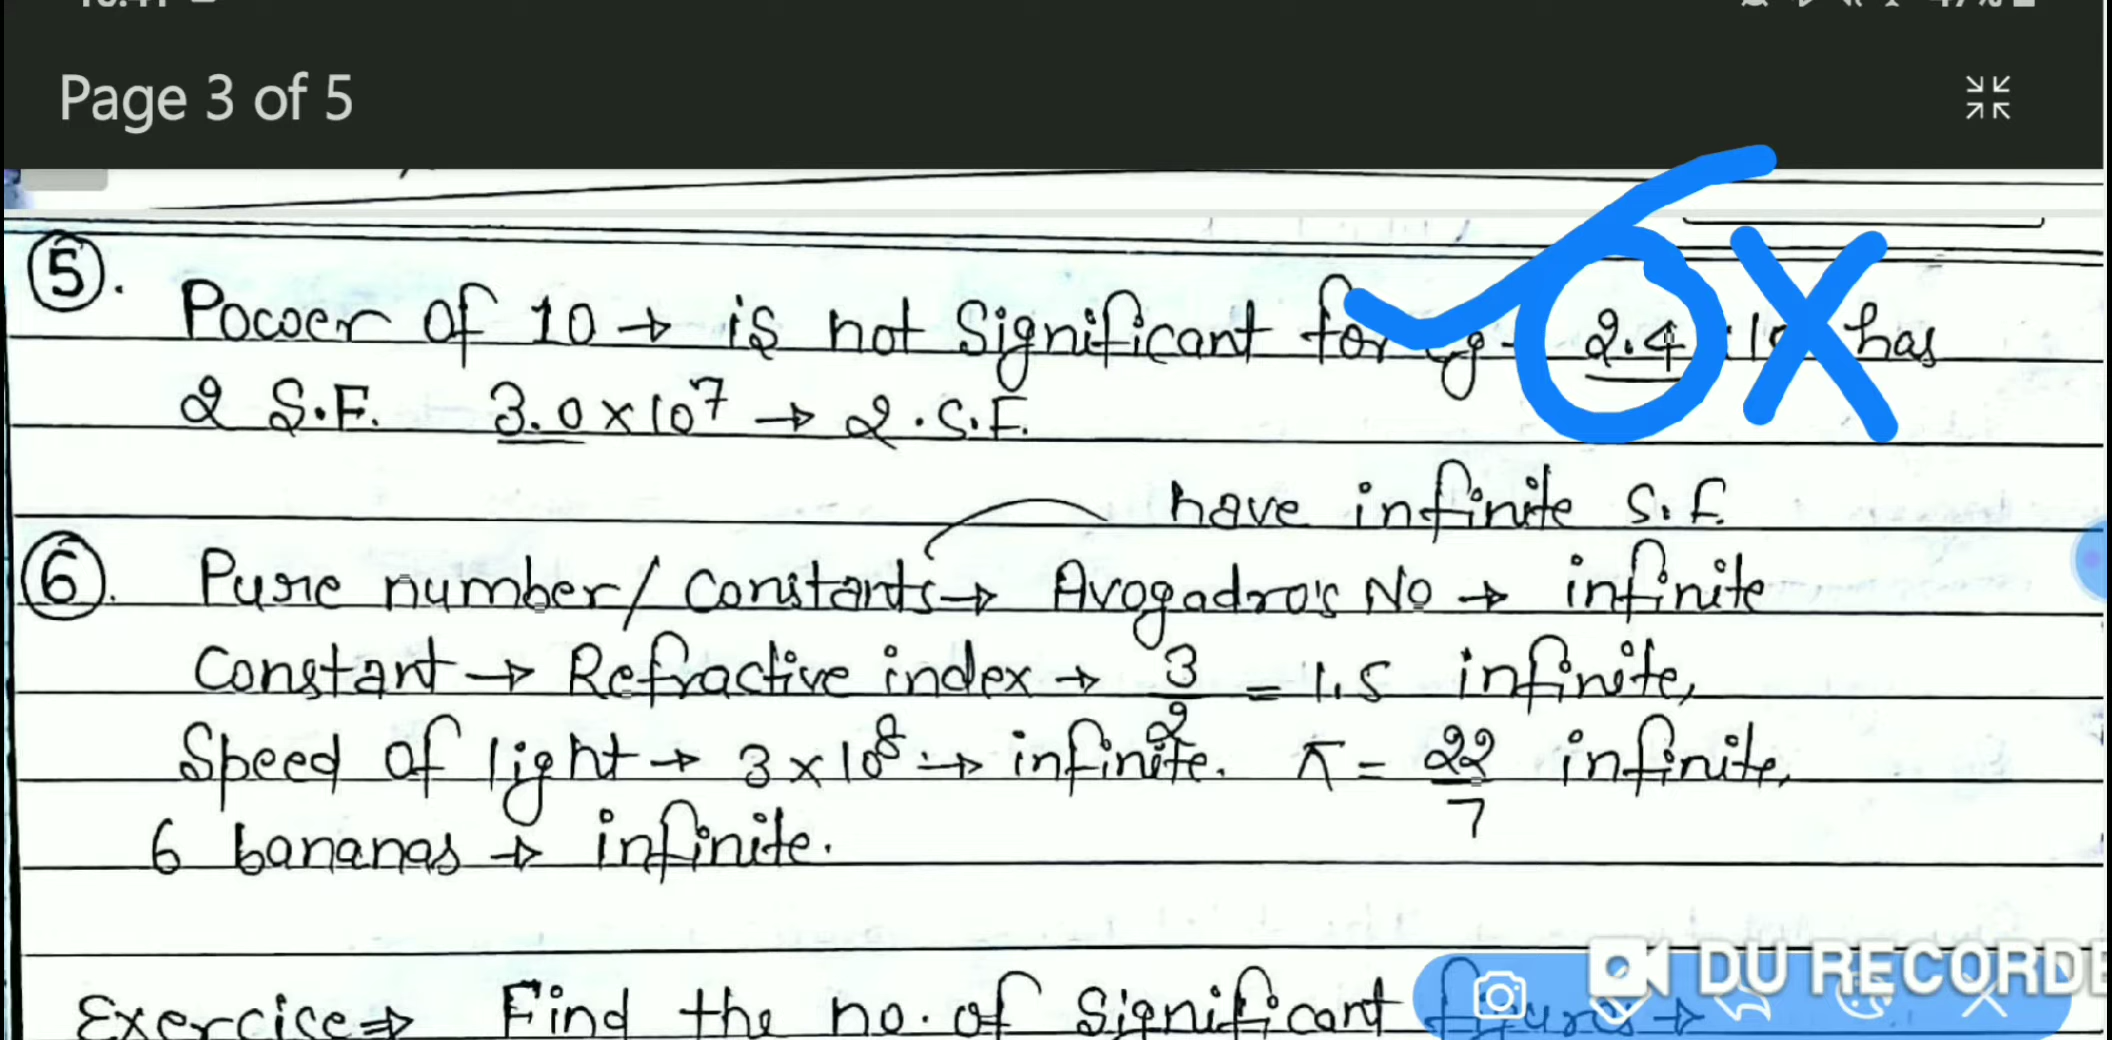 Page 3 of 5
5. Power of 10 → is not Significant for eg - 2.4 has
2 S.F. 3.0 × 10⁷ → 2.S.F.
have infinite S.F.
6. Pure number/ Constants → Avogadro's No → infinite
Constant → Refractive index → 3/2 = 1.5 infinite,
Speed of light → 3 × 10⁸ → infinite. π = 22/7 infinite,
6 bananas → infinite.
Exercise ⇒ Find the no. of Significant figures →
DU RECORDE